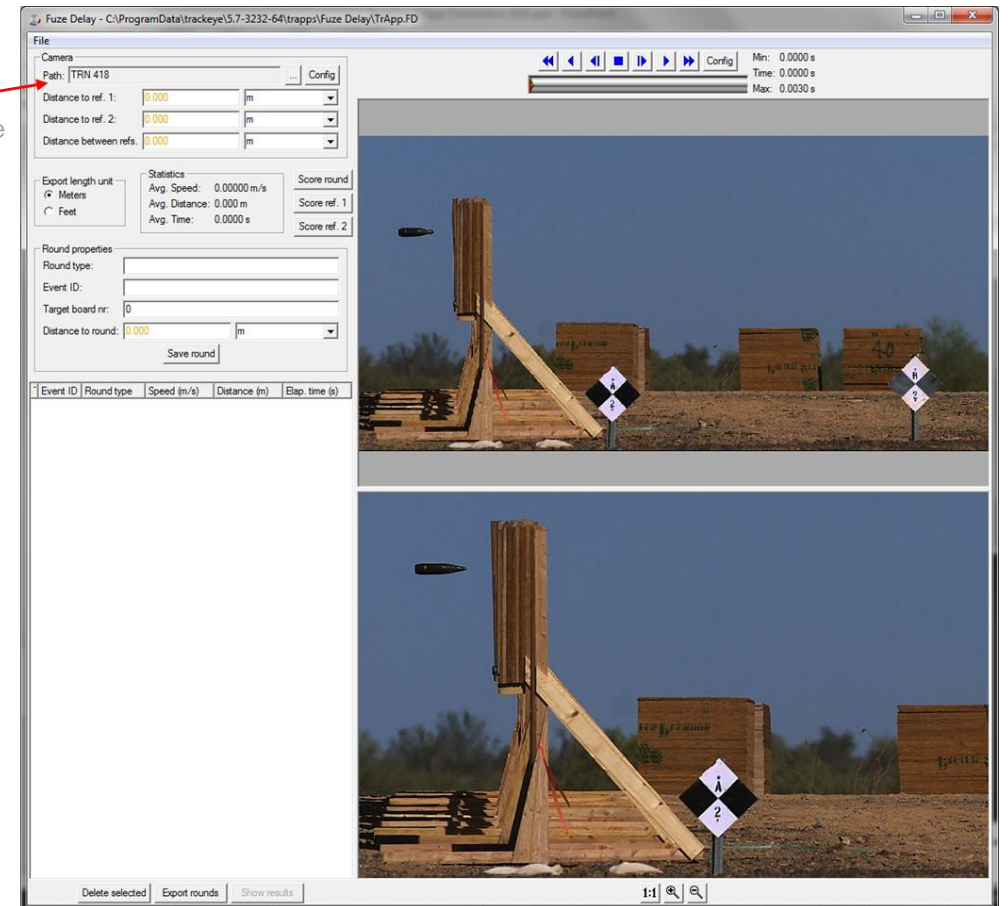 Fuze Delay - C:\ProgramData\trackeye\5.7-3232-64\trapps\Fuze Delay\TrApp.FD
File
Camera
Path: TRN 418 ... Config
Distance to ref. 1: 0.000 m
Distance to ref. 2: 0.000 m
Distance between refs. 0.000 m
Config
Min: 0.0000 s
Time: 0.0000 s
Max: 0.0030 s
Export length unit
Meters
Feet
Statistics
Avg. Speed: 0.00000 m/s
Avg. Distance: 0.000 m
Avg. Time: 0.0000 s
Score round
Score ref. 1
Score ref. 2
Round properties
Round type:
Event ID:
Target board nr: 0
Distance to round: 0.000 m
Save round
Event ID Round type Speed (m/s) Distance (m) Elap. time (s)
40
A
2
A
2
Delete selected Export rounds Show results
1:1